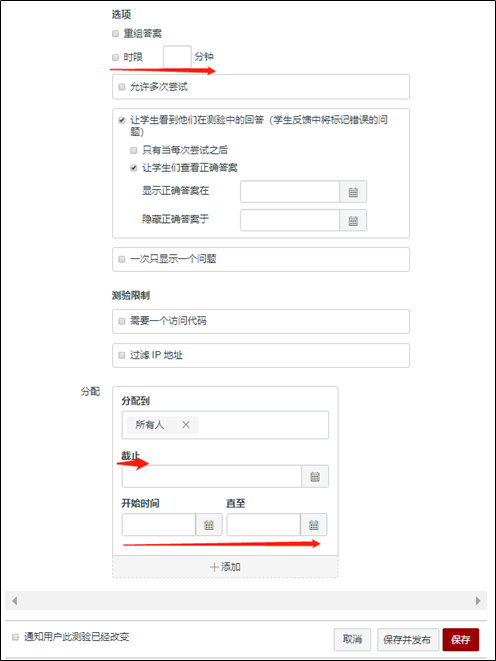 选项
重组答案
时限 分钟
允许多次尝试
让学生看到他们在测验中的回答（学生反馈中将标记错误的问
题）
只有当每次尝试之后
让学生们查看正确答案
显示正确答案在
隐藏正确答案于
一次只显示一个问题
测验限制
需要一个访问代码
过滤 IP 地址
分配
分配到
所有人 ×
截止
开始时间 直至
+添加
通知用户此测验已经改变 取消 保存并发布 保存